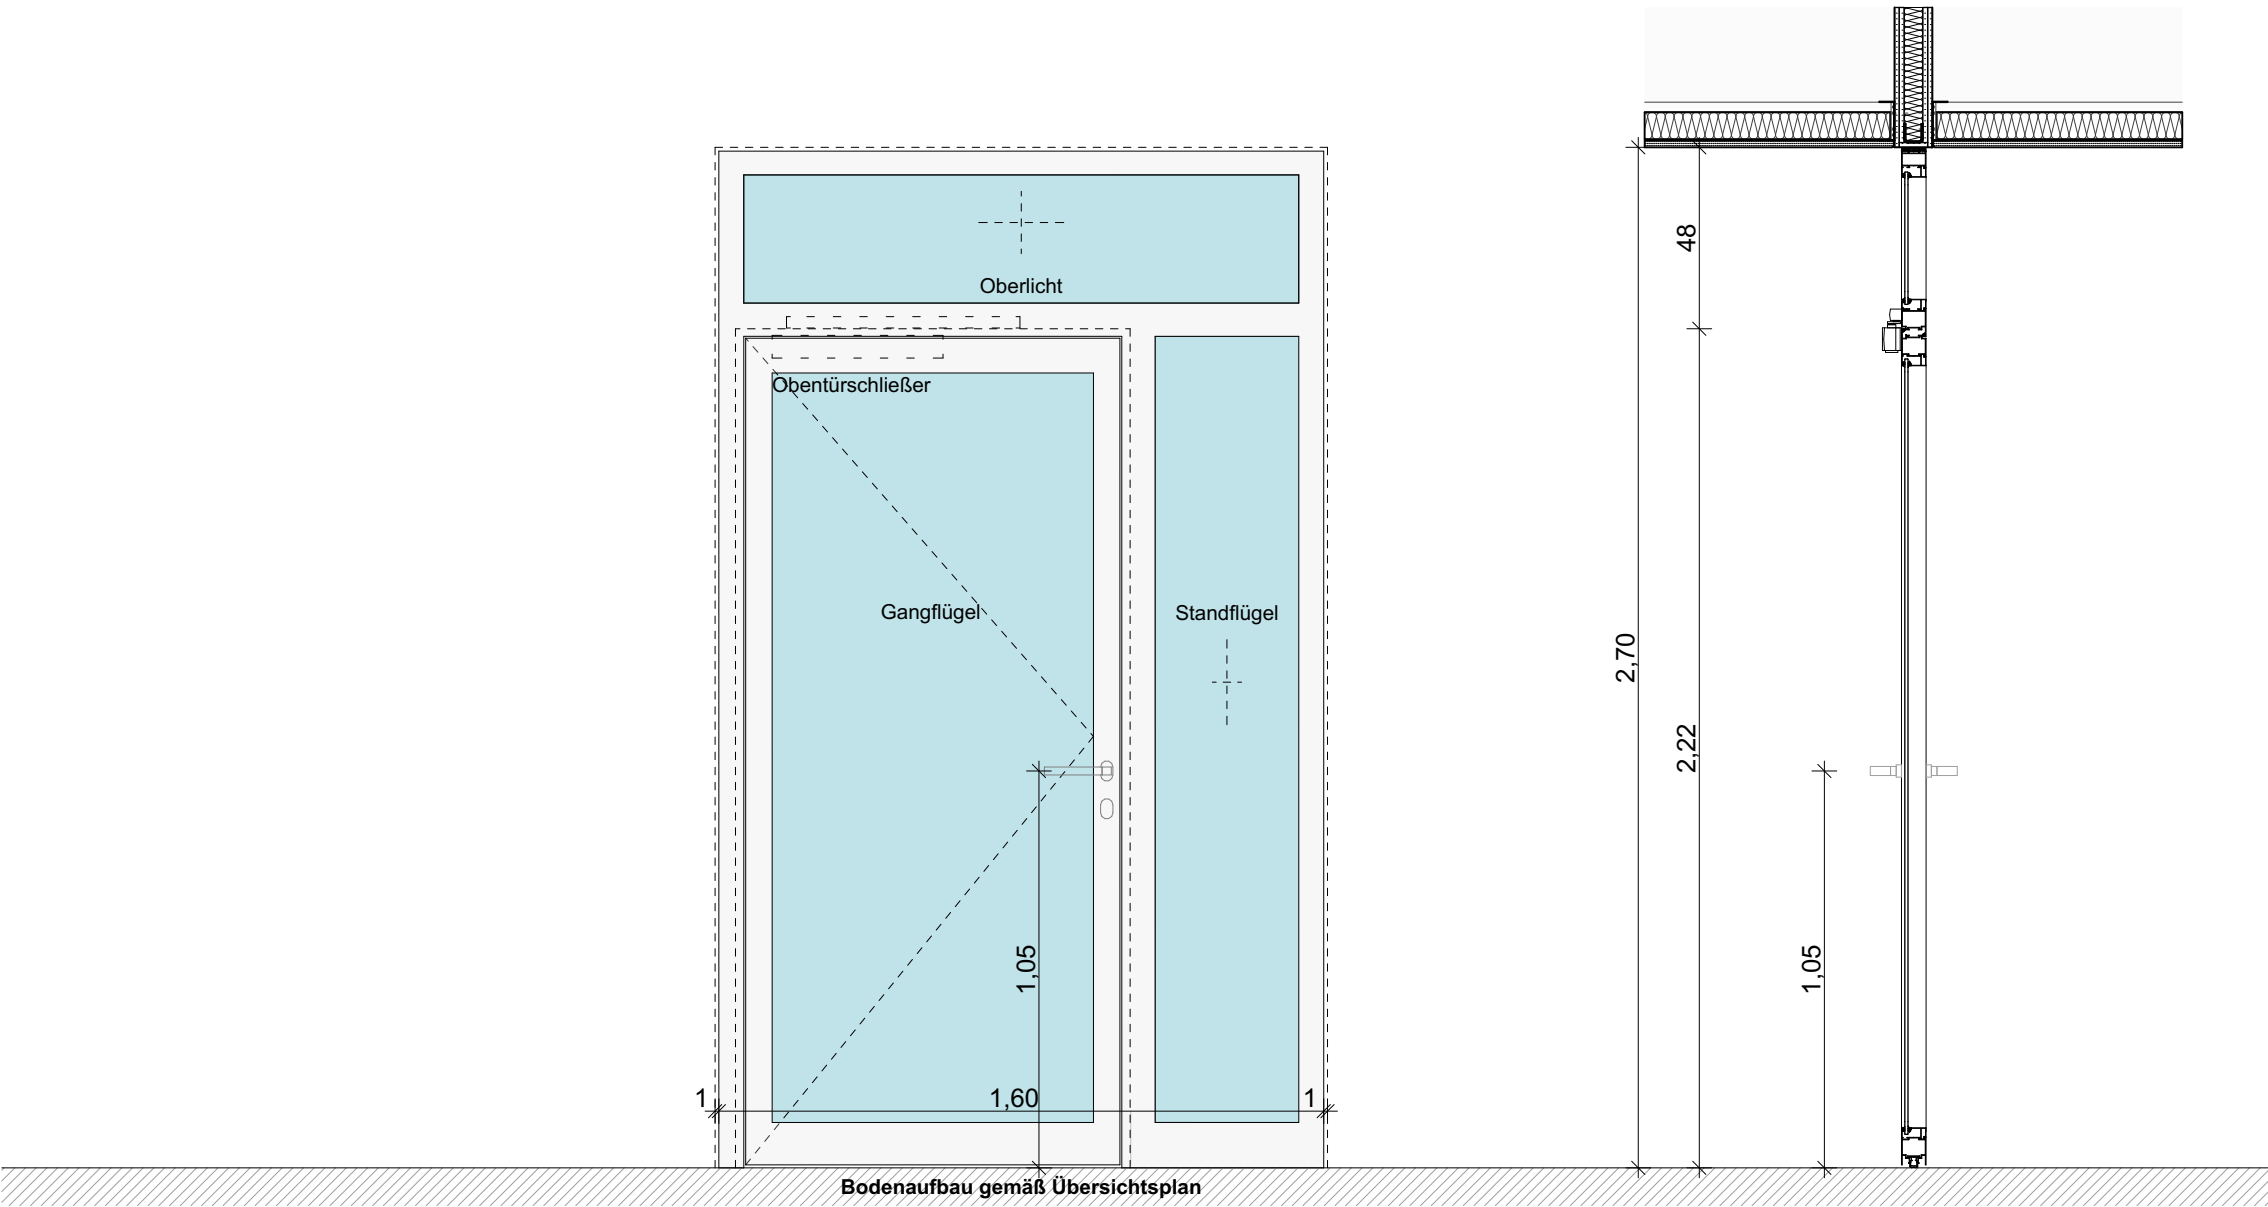 Oberlicht
Obentürschließer
Gangflügel
Standflügel
1,05
1
1,60
1
Bodenaufbau gemäß Übersichtsplan
48
2,70
2,22
1,05